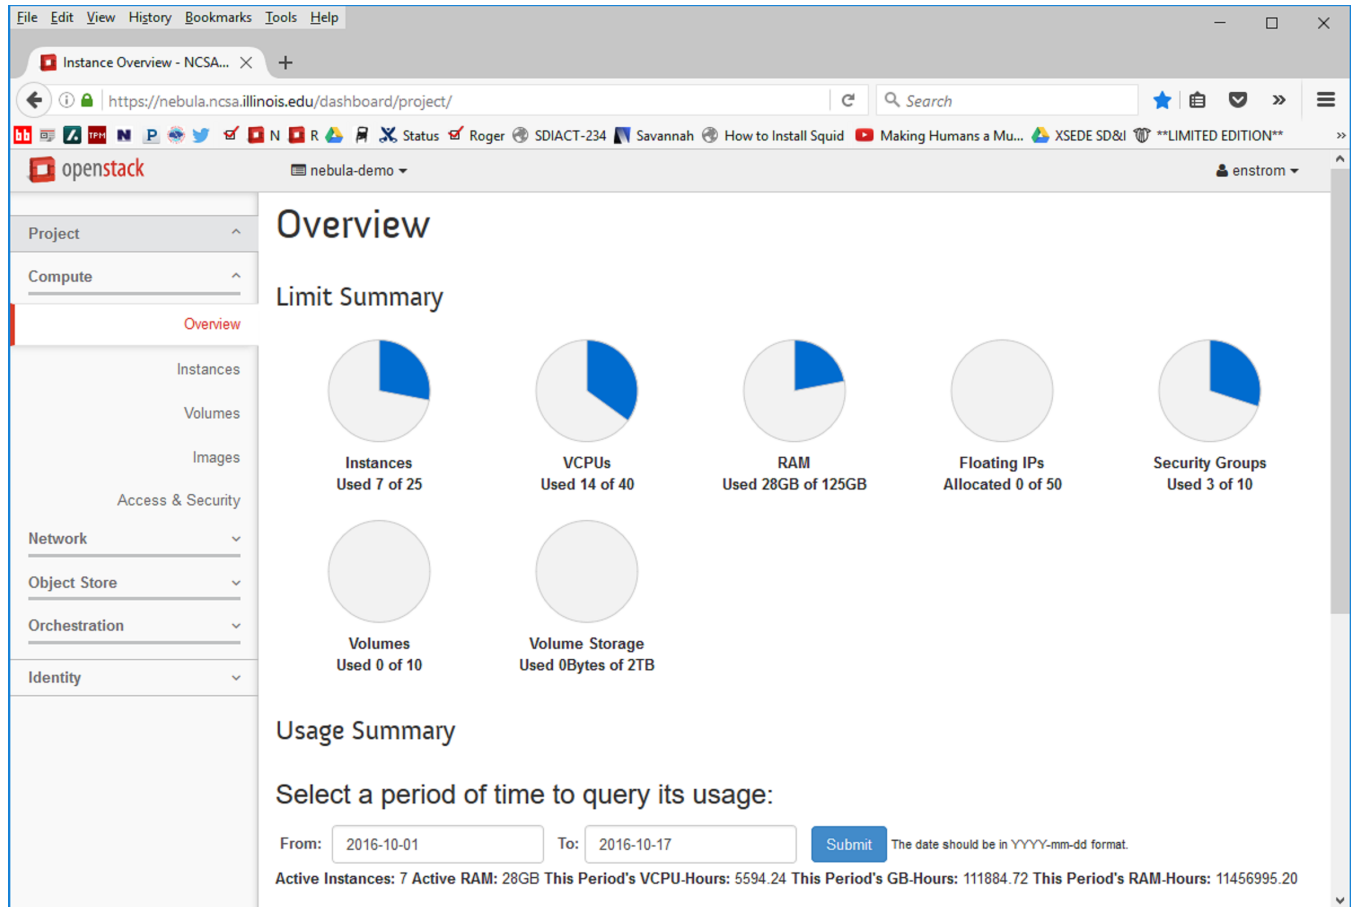 File Edit View History Bookmarks Tools Help
Instance Overview - NCSA...
https://nebula.ncsa.illinois.edu/dashboard/project/ Search
bb TPM N P N R Status Roger SDIACT-234 Savannah How to Install Squid Making Humans a Mu... XSEDE SD&I **LIMITED EDITION** »
openstack nebula-demo enstrom
Project
Compute
Overview
Instances
Volumes
Images
Access & Security
Network
Object Store
Orchestration
Identity
Overview
Limit Summary
Instances VCPUs RAM Floating IPs Security Groups
Used 7 of 25 Used 14 of 40 Used 28GB of 125GB Allocated 0 of 50 Used 3 of 10
Volumes Volume Storage
Used 0 of 10 Used 0Bytes of 2TB
Usage Summary
Select a period of time to query its usage:
From: 2016-10-01 To: 2016-10-17 Submit The date should be in YYYY-mm-dd format.
Active Instances: 7 Active RAM: 28GB This Period's VCPU-Hours: 5594.24 This Period's GB-Hours: 111884.72 This Period's RAM-Hours: 11456995.20